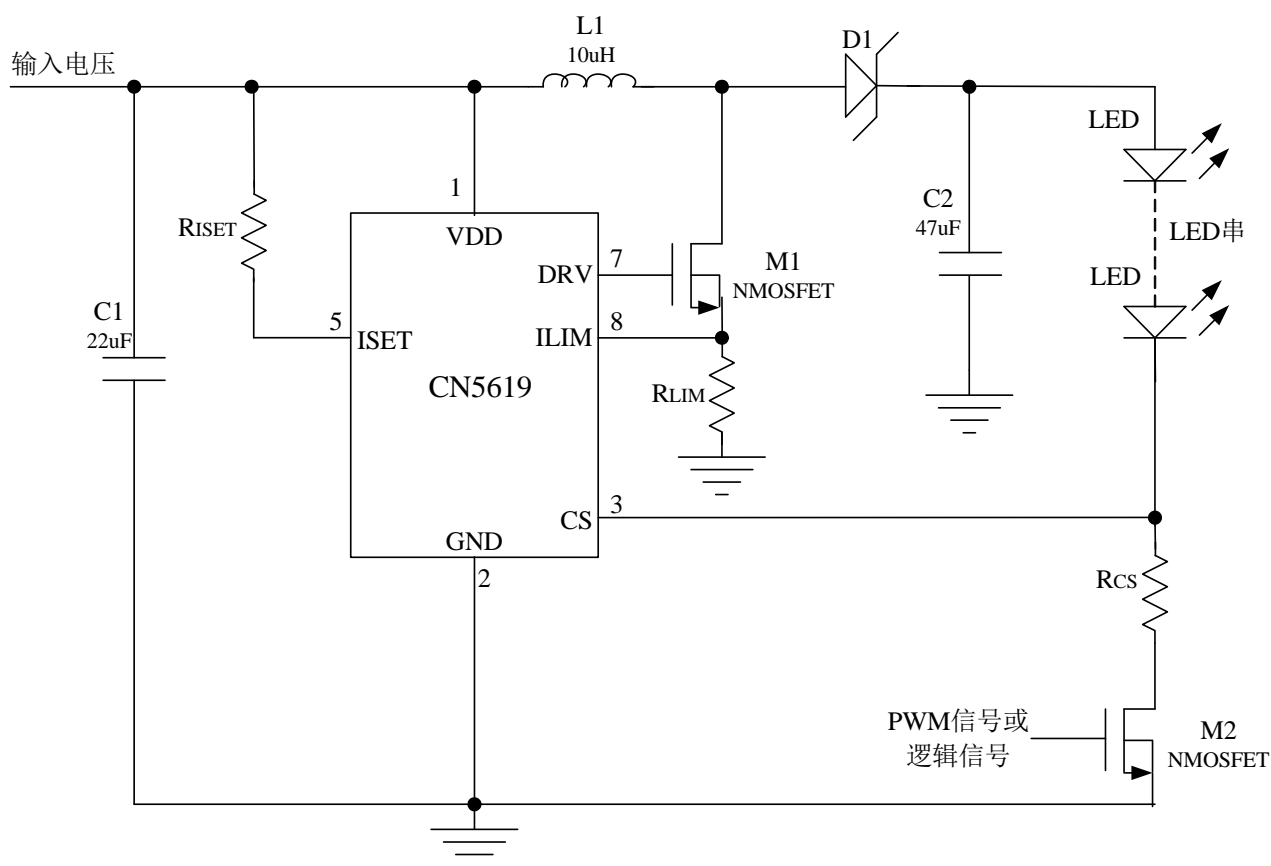 输入电压
L1
10uH
D1
LED
RISET
1
VDD
C2
47uF
LED串
DRV
7
M1
NMOSFET
LED
C1
22uF
5
ISET
ILIM
8
CN5619
RLIM
CS
3
GND
2
RCS
PWM信号或
逻辑信号
M2
NMOSFET